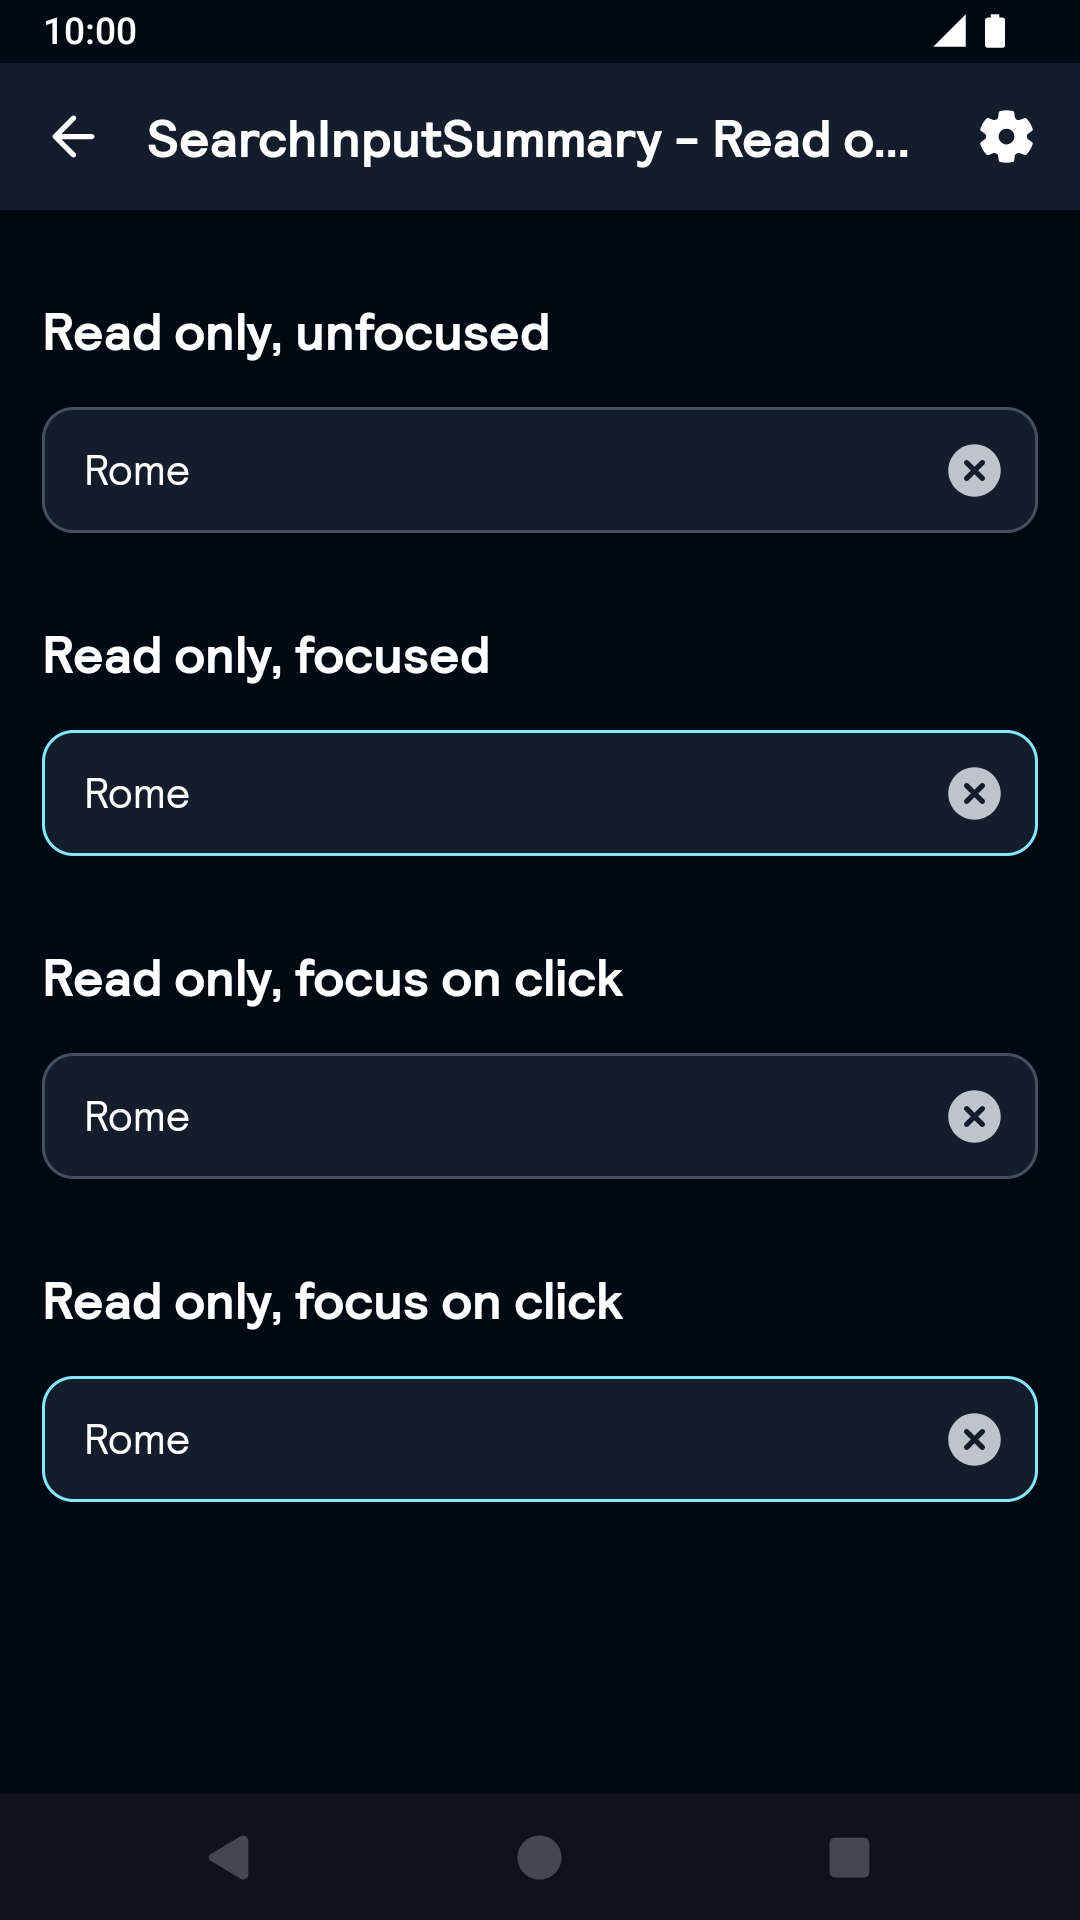 10:00
SearchInputSummary - Read o...
Read only, unfocused
Rome
Read only, focused
Rome
Read only, focus on click
Rome
Read only, focus on click
Rome